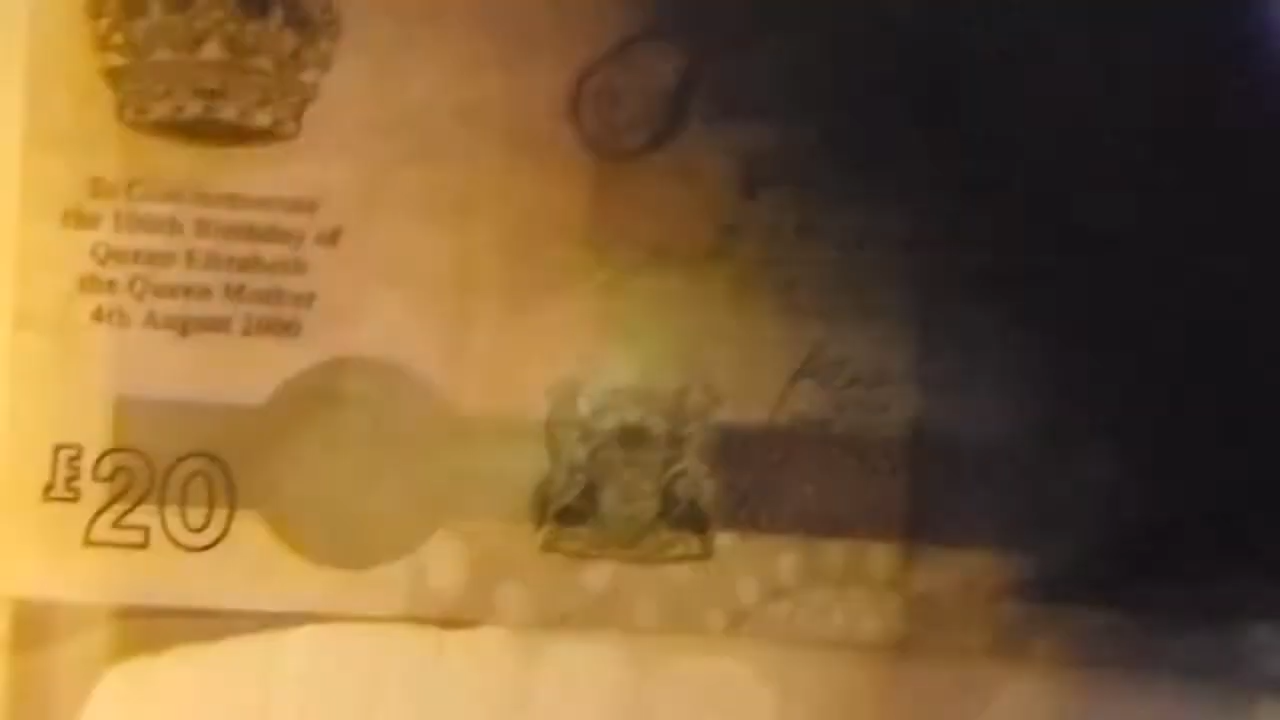 To Commemorate
the 100th Birthday of
Queen Elizabeth
the Queen Mother
4th August 2000
£20